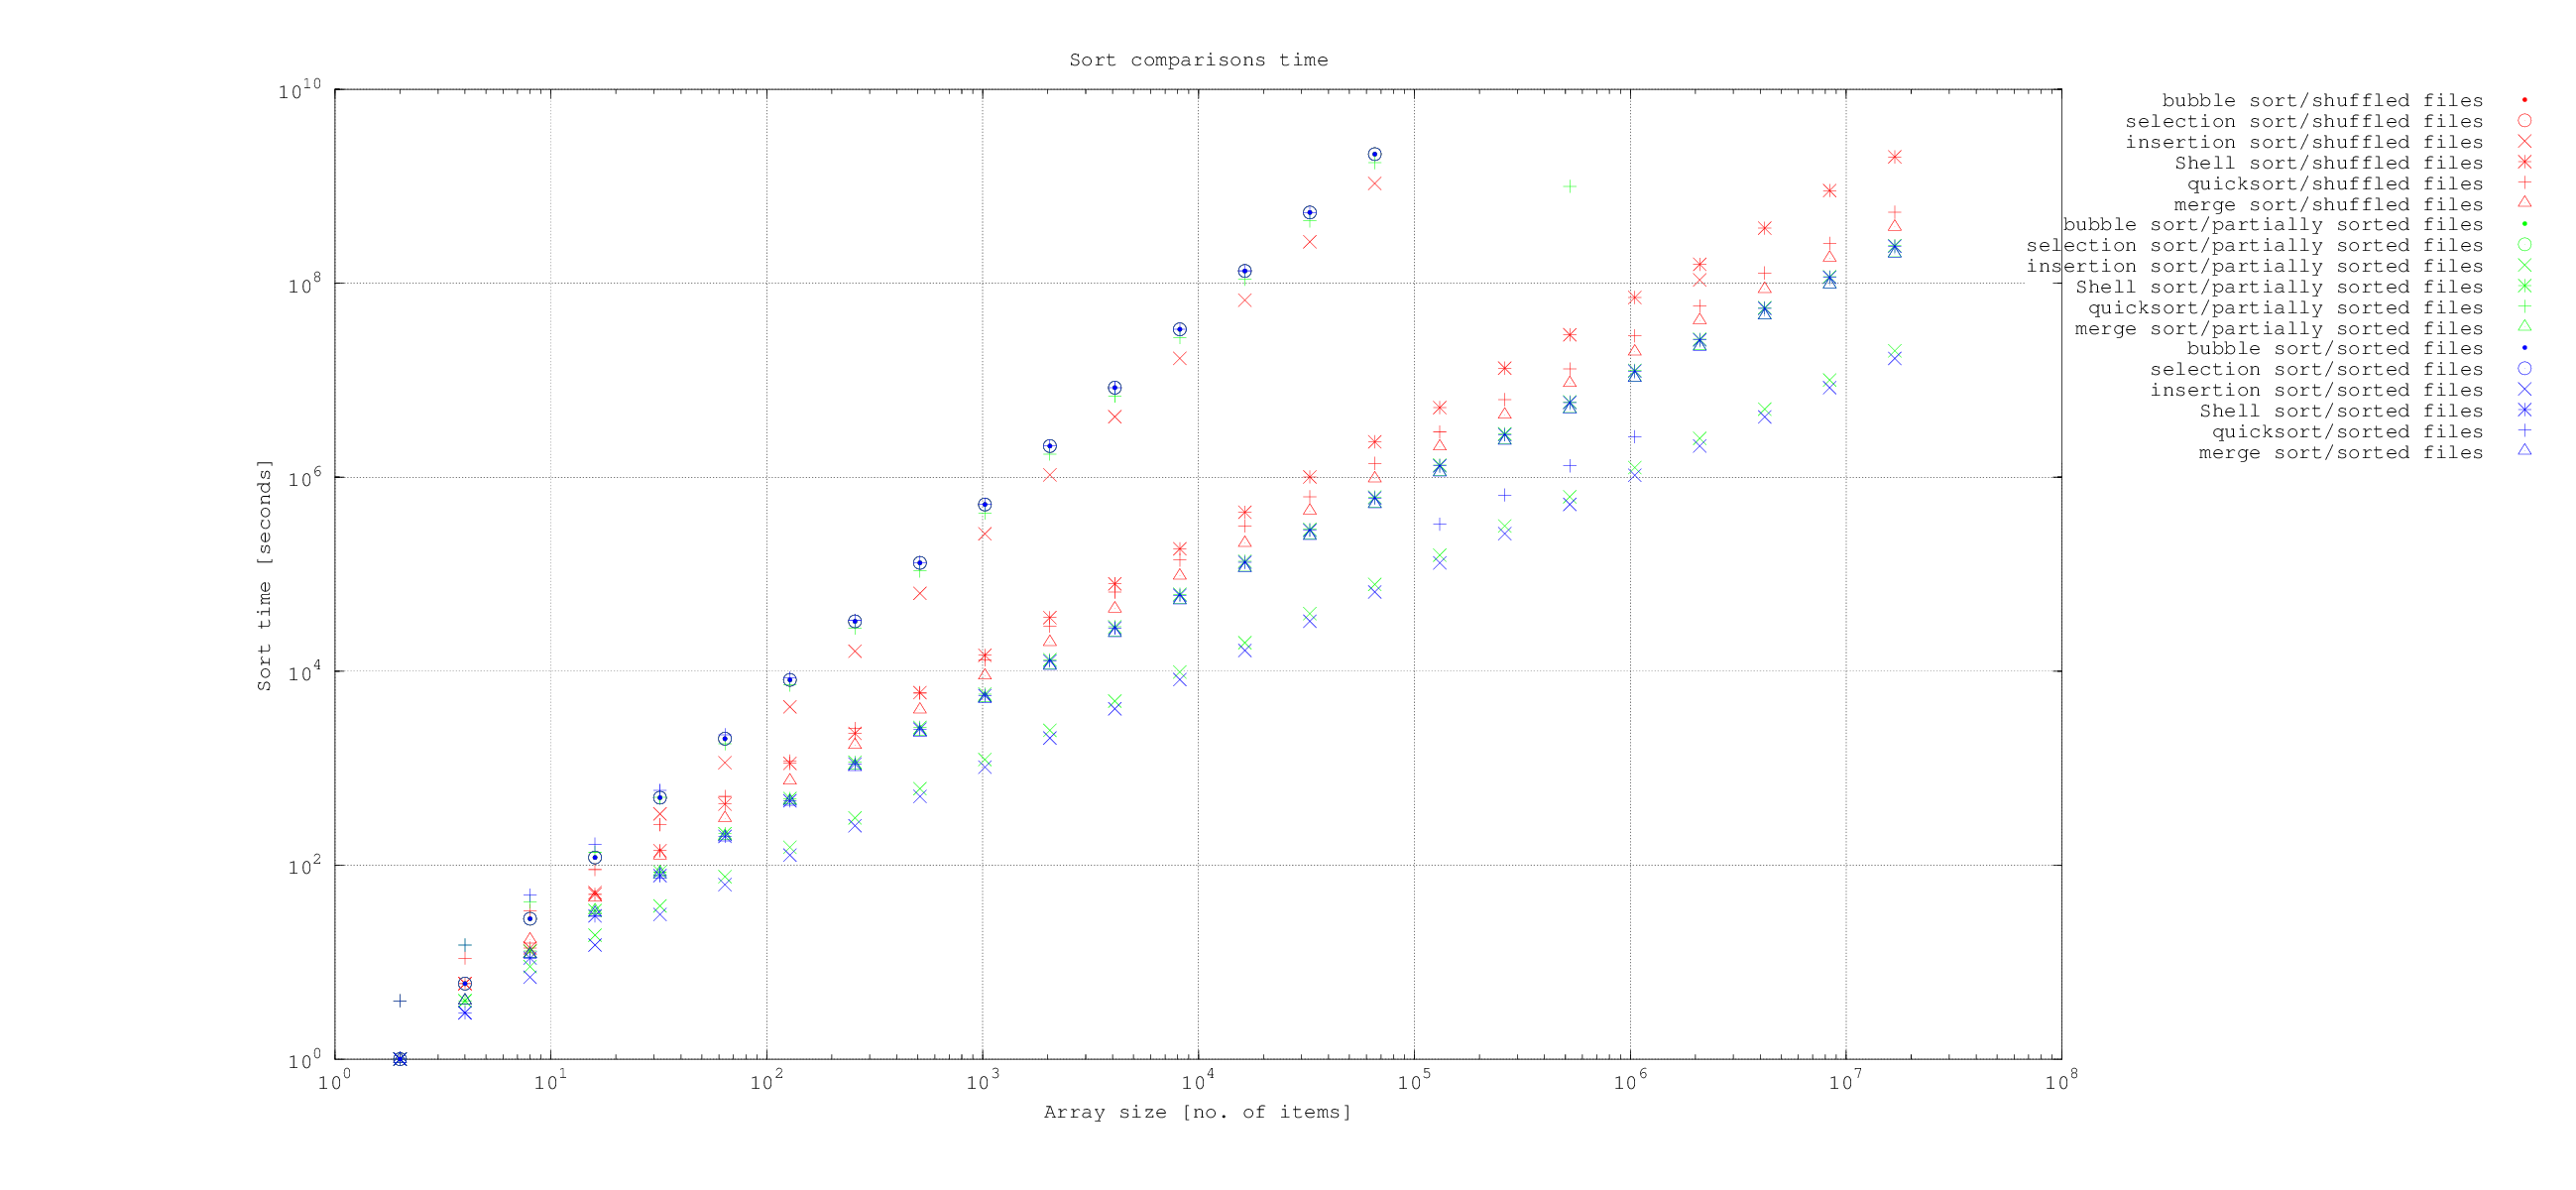 Sort comparisons time
10^10
10^8
10^6
10^4
10^2
10^0
Sort time [seconds]
10^0 10^1 10^2 10^3 10^4 10^5 10^6 10^7 10^8
Array size [no. of items]
bubble sort/shuffled files
selection sort/shuffled files
insertion sort/shuffled files
Shell sort/shuffled files
quicksort/shuffled files
merge sort/shuffled files
bubble sort/partially sorted files
selection sort/partially sorted files
insertion sort/partially sorted files
Shell sort/partially sorted files
quicksort/partially sorted files
merge sort/partially sorted files
bubble sort/sorted files
selection sort/sorted files
insertion sort/sorted files
Shell sort/sorted files
quicksort/sorted files
merge sort/sorted files